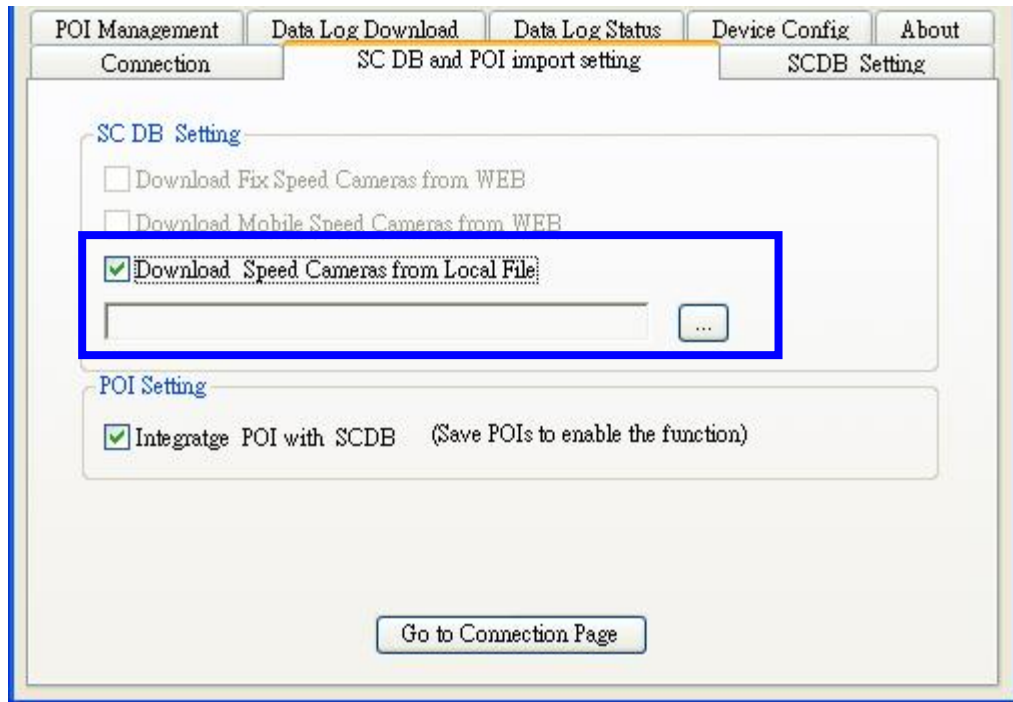 POI Management Data Log Download Data Log Status Device Config About
Connection SC DB and POI import setting SCDB Setting
SC DB Setting
Download Fix Speed Cameras from WEB
Download Mobile Speed Cameras from WEB
Download Speed Cameras from Local File
...
POI Setting
Integratge POI with SCDB (Save POIs to enable the function)
Go to Connection Page